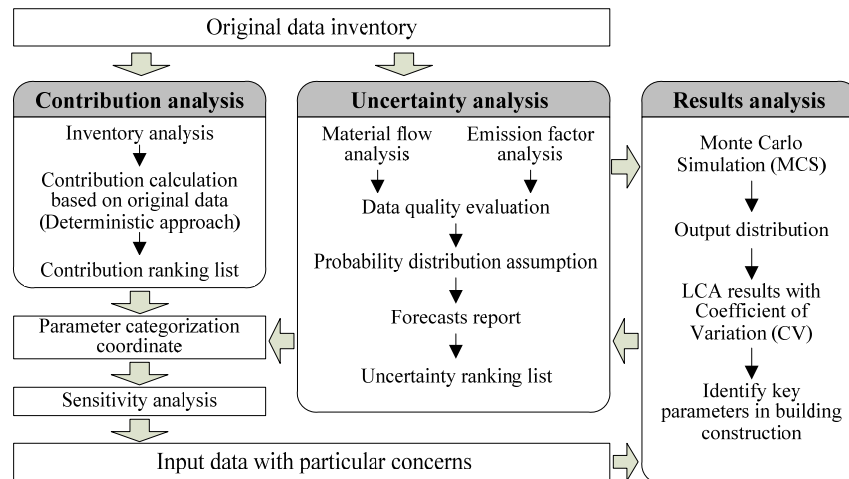 Original data inventory
Contribution analysis
Inventory analysis
Contribution calculation
based on original data
(Deterministic approach)
Contribution ranking list
Parameter categorization
coordinate
Sensitivity analysis
Input data with particular concerns
Uncertainty analysis
Material flow
analysis
Emission factor
analysis
Data quality evaluation
Probability distribution assumption
Forecasts report
Uncertainty ranking list
Results analysis
Monte Carlo
Simulation (MCS)
Output distribution
LCA results with
Coefficient of
Variation (CV)
Identify key
parameters in building
construction